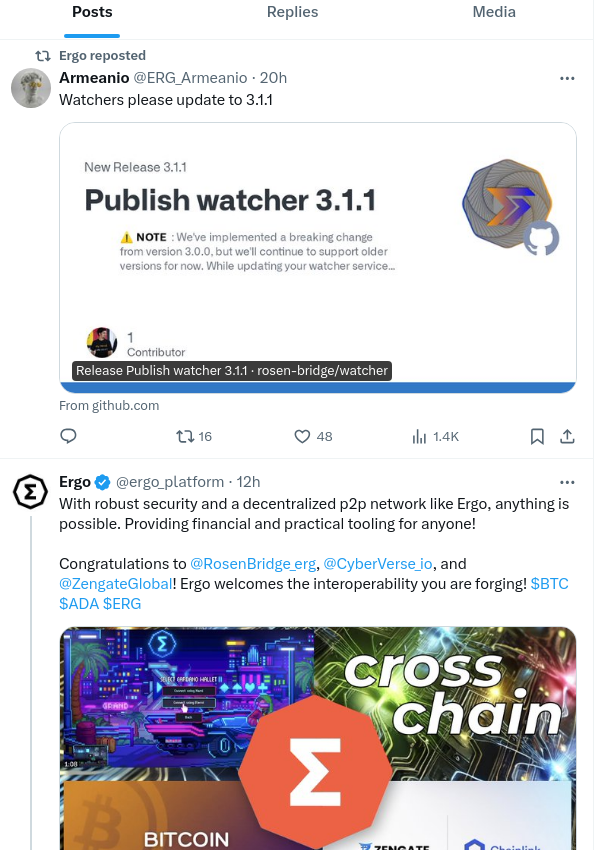 Posts Replies Media
Ergo reposted
Armeanio @ERG_Armeanio · 20h
Watchers please update to 3.1.1
New Release 3.1.1
Publish watcher 3.1.1
⚠️ NOTE : We've implemented a breaking change
from version 3.0.0, but we'll continue to support older
versions for now. While updating your watcher service...
1
Contributor
Release Publish watcher 3.1.1 · rosen-bridge/watcher
From github.com
16 48 1.4K
Ergo @ergo_platform · 12h
With robust security and a decentralized p2p network like Ergo, anything is
possible. Providing financial and practical tooling for anyone!
Congratulations to @RosenBridge_erg, @CyberVerse_io, and
@ZengateGlobal! Ergo welcomes the interoperability you are forging! $BTC
$ADA $ERG
SELECT CARDANO WALLET
GRAND
Back
1:08
cross
chain
Σ
BITCOIN
ZENGATE
Chainlink